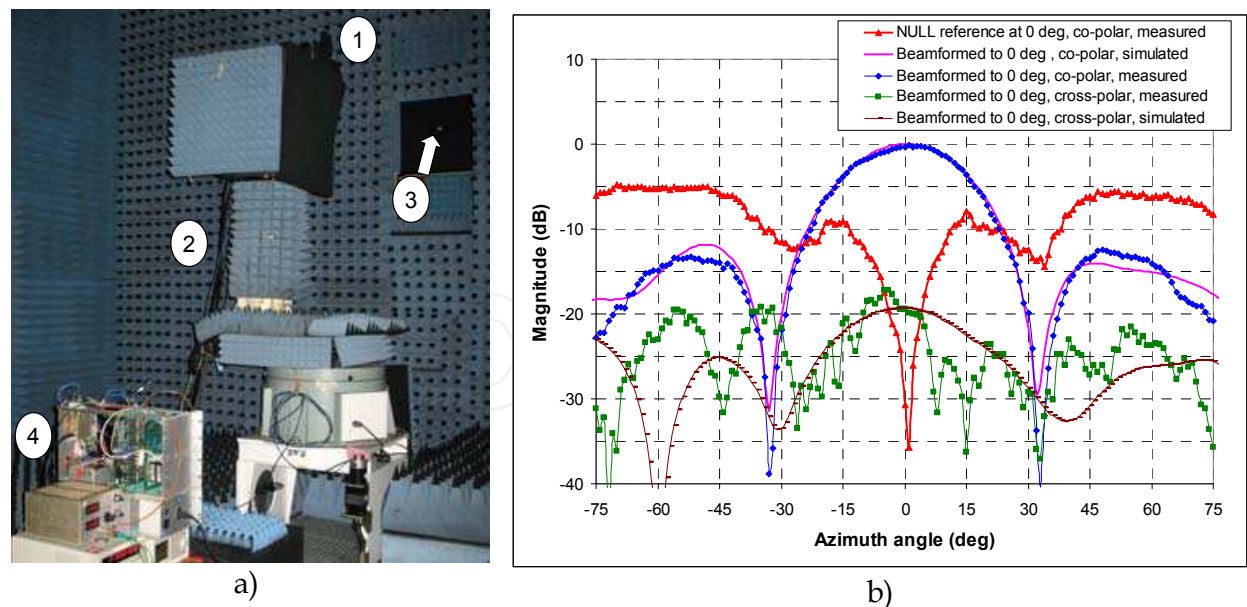 1
2
3
4
a)
NULL reference at 0 deg, co-polar, measured
Beamformed to 0 deg , co-polar, simulated
Beamformed to 0 deg, co-polar, measured
Beamformed to 0 deg, cross-polar, measured
Beamformed to 0 deg, cross-polar, simulated
Magnitude (dB)
10
0
-10
-20
-30
-40
-75 -60 -45 -30 -15 0 15 30 45 60 75
Azimuth angle (deg)
b)